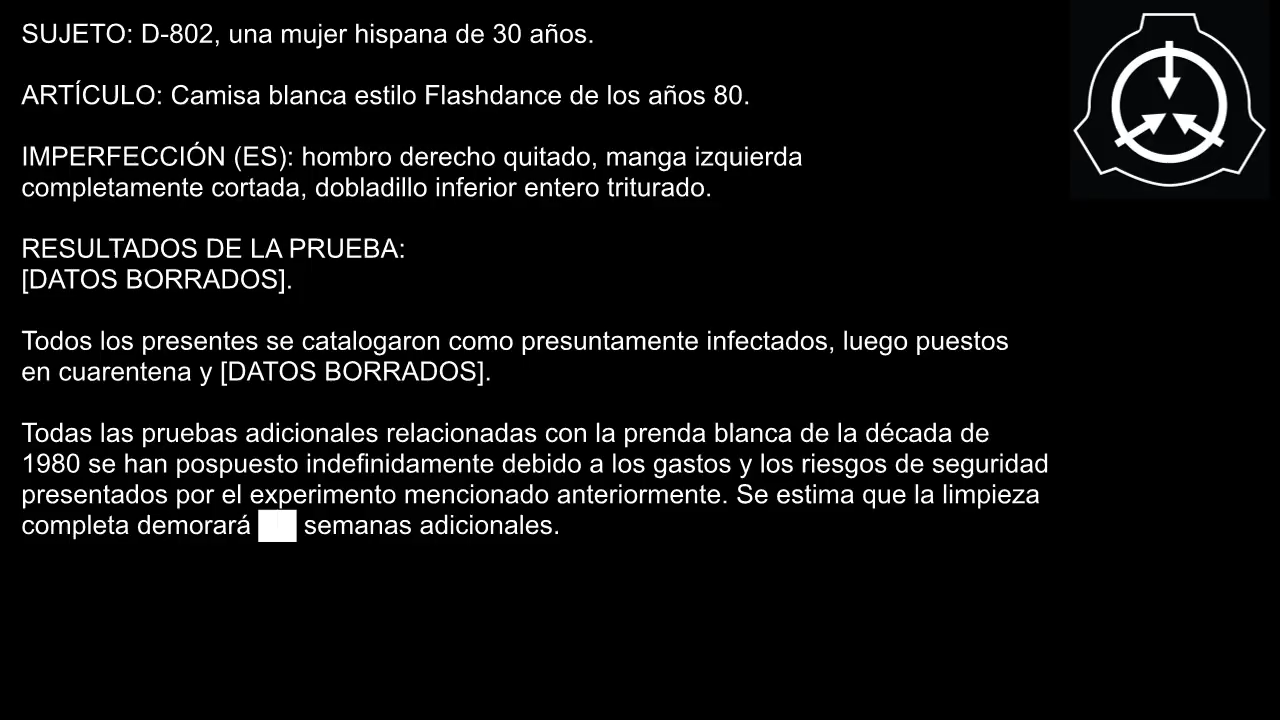 SUJETO: D-802, una mujer hispana de 30 años.
ARTÍCULO: Camisa blanca estilo Flashdance de los años 80.
IMPERFECCIÓN (ES): hombro derecho quitado, manga izquierda
completamente cortada, dobladillo inferior entero triturado.
RESULTADOS DE LA PRUEBA:
[DATOS BORRADOS].
Todos los presentes se catalogaron como presuntamente infectados, luego puestos
en cuarentena y [DATOS BORRADOS].
Todas las pruebas adicionales relacionadas con la prenda blanca de la década de
1980 se han pospuesto indefinidamente debido a los gastos y los riesgos de seguridad
presentados por el experimento mencionado anteriormente. Se estima que la limpieza
completa demorará ██ semanas adicionales.